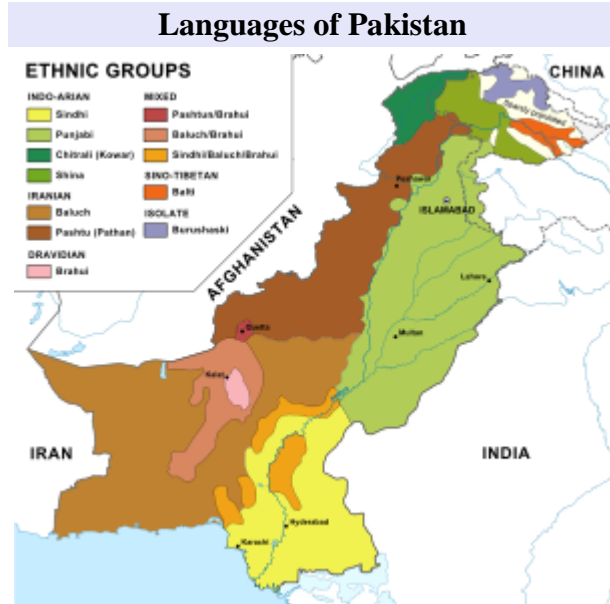 Languages of Pakistan
ETHNIC GROUPS
INDO-ARIAN
Sindhi
Punjabi
Chitrali (Kowar)
Shina
IRANIAN
Baluch
Pashtu (Pathan)
DRAVIDIAN
Brahui
MIXED
Pashtun/Brahui
Baluch/Brahui
Sindhi/Baluch/Brahui
SINO-TIBETAN
Balti
ISOLATE
Burushaski
CHINA
Sparsely populated
Peshawar
ISLAMABAD
AFGHANISTAN
Lahore
Quetta
Multan
Kalat
IRAN
INDIA
Hyderabad
Karachi